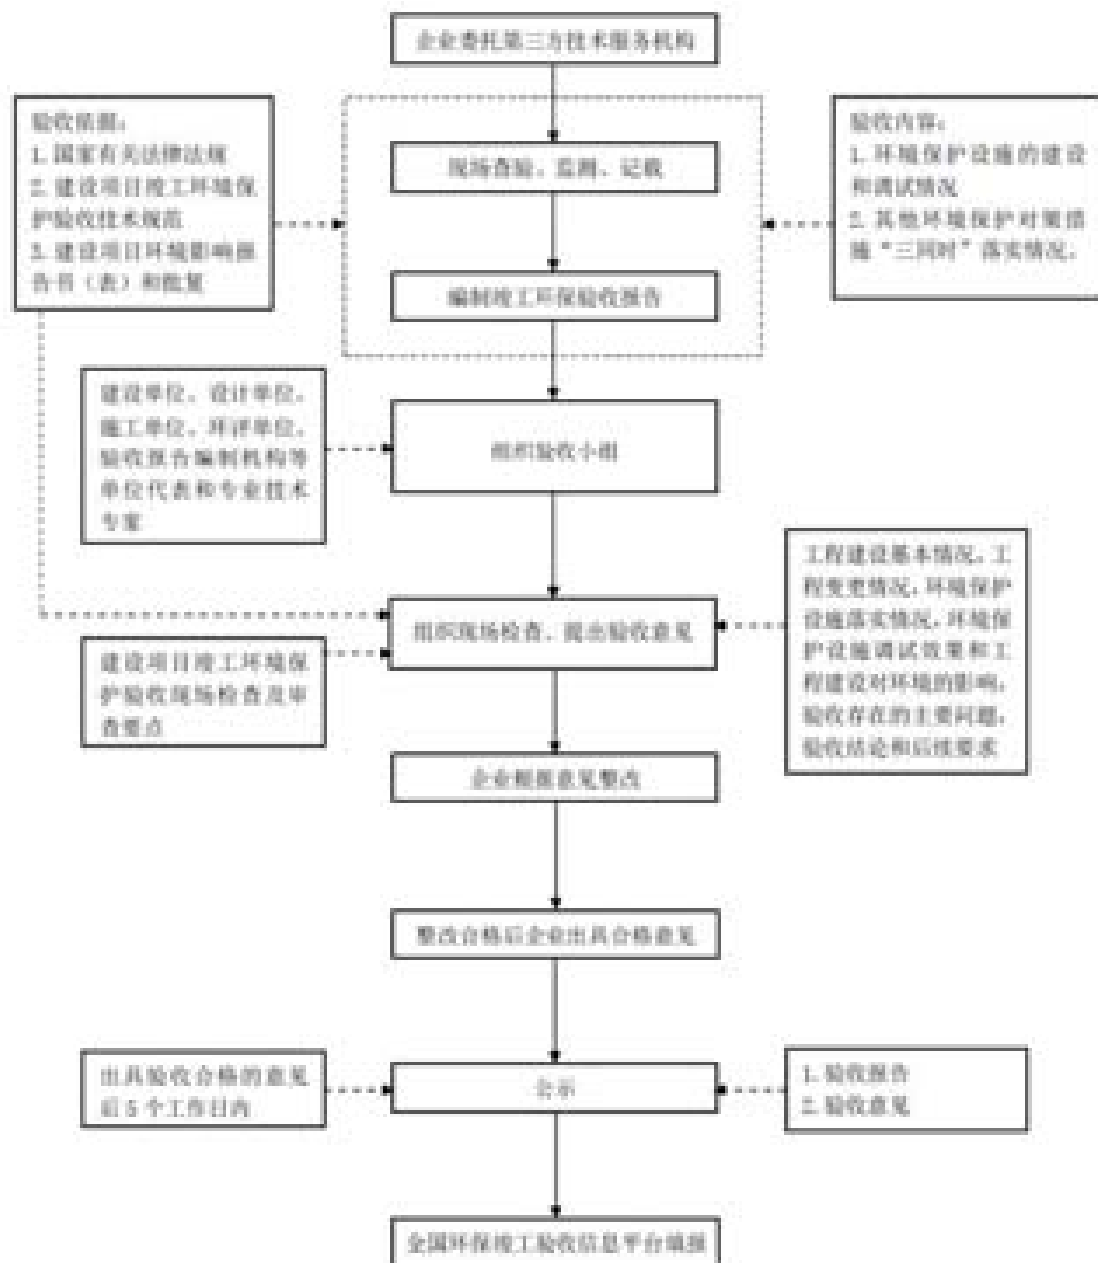 企业委托第三方技术服务机构
验收依据:
1.国家有关法律法规
2.建设项目竣工环境保
护验收技术规范
3.建设项目环境影响报
告书(表)和批复
现场查验、监测、记载
编制竣工环保验收报告
验收内容:
1.环境保护设施的建设
和调试情况
2.其他环境保护对策措
施“三同时”落实情况。
建设单位、设计单位、
施工单位、环评单位、
验收报告编制机构等
单位代表和专业技术
专家
组织验收小组
组织现场检查、提出验收意见
建设项目竣工环境保
护验收现场检查及审
查要点
工程建设基本情况,工
程变更情况,环境保护
设施落实情况,环境保
护设施调试效果和工
程建设对环境的影响,
验收存在的主要问题,
验收结论和后续要求
企业根据意见整改
整改合格后企业出具合格意见
出具验收合格的意见
后5个工作日内
公示
1.验收报告
2.验收意见
全国环保竣工验收信息平台填报